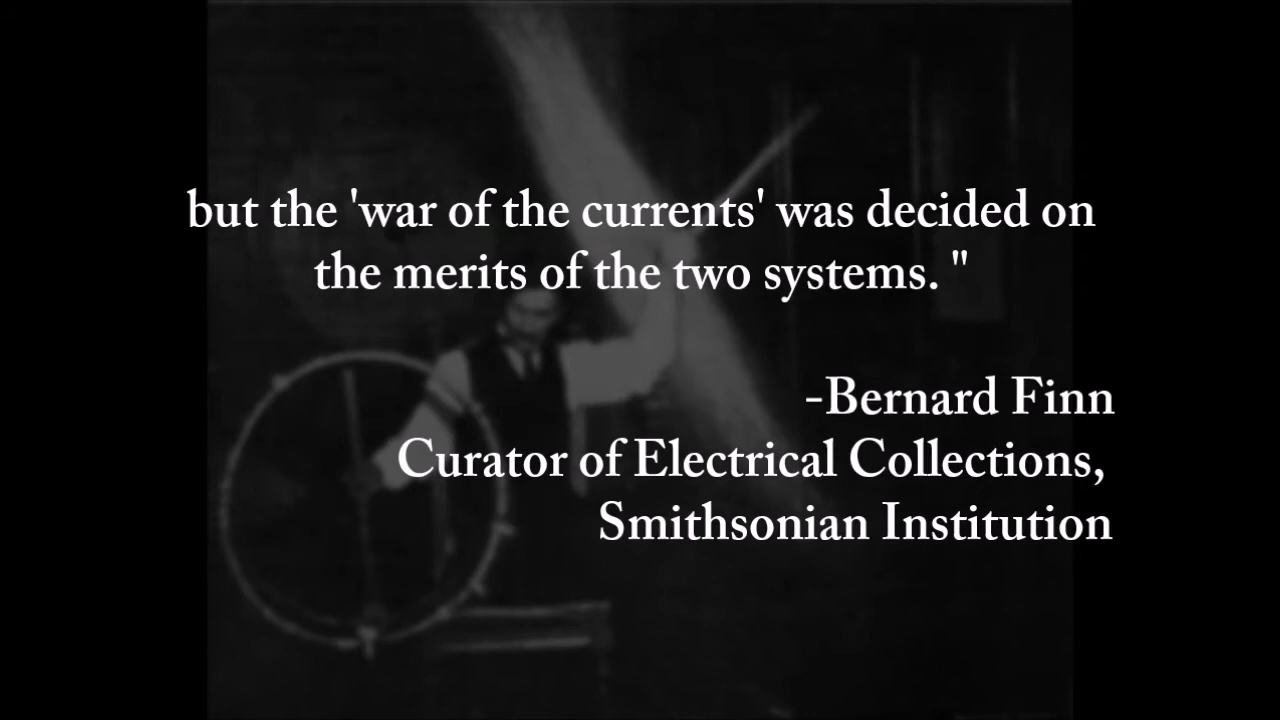 but the 'war of the currents' was decided on
the merits of the two systems. "
-Bernard Finn
Curator of Electrical Collections,
Smithsonian Institution